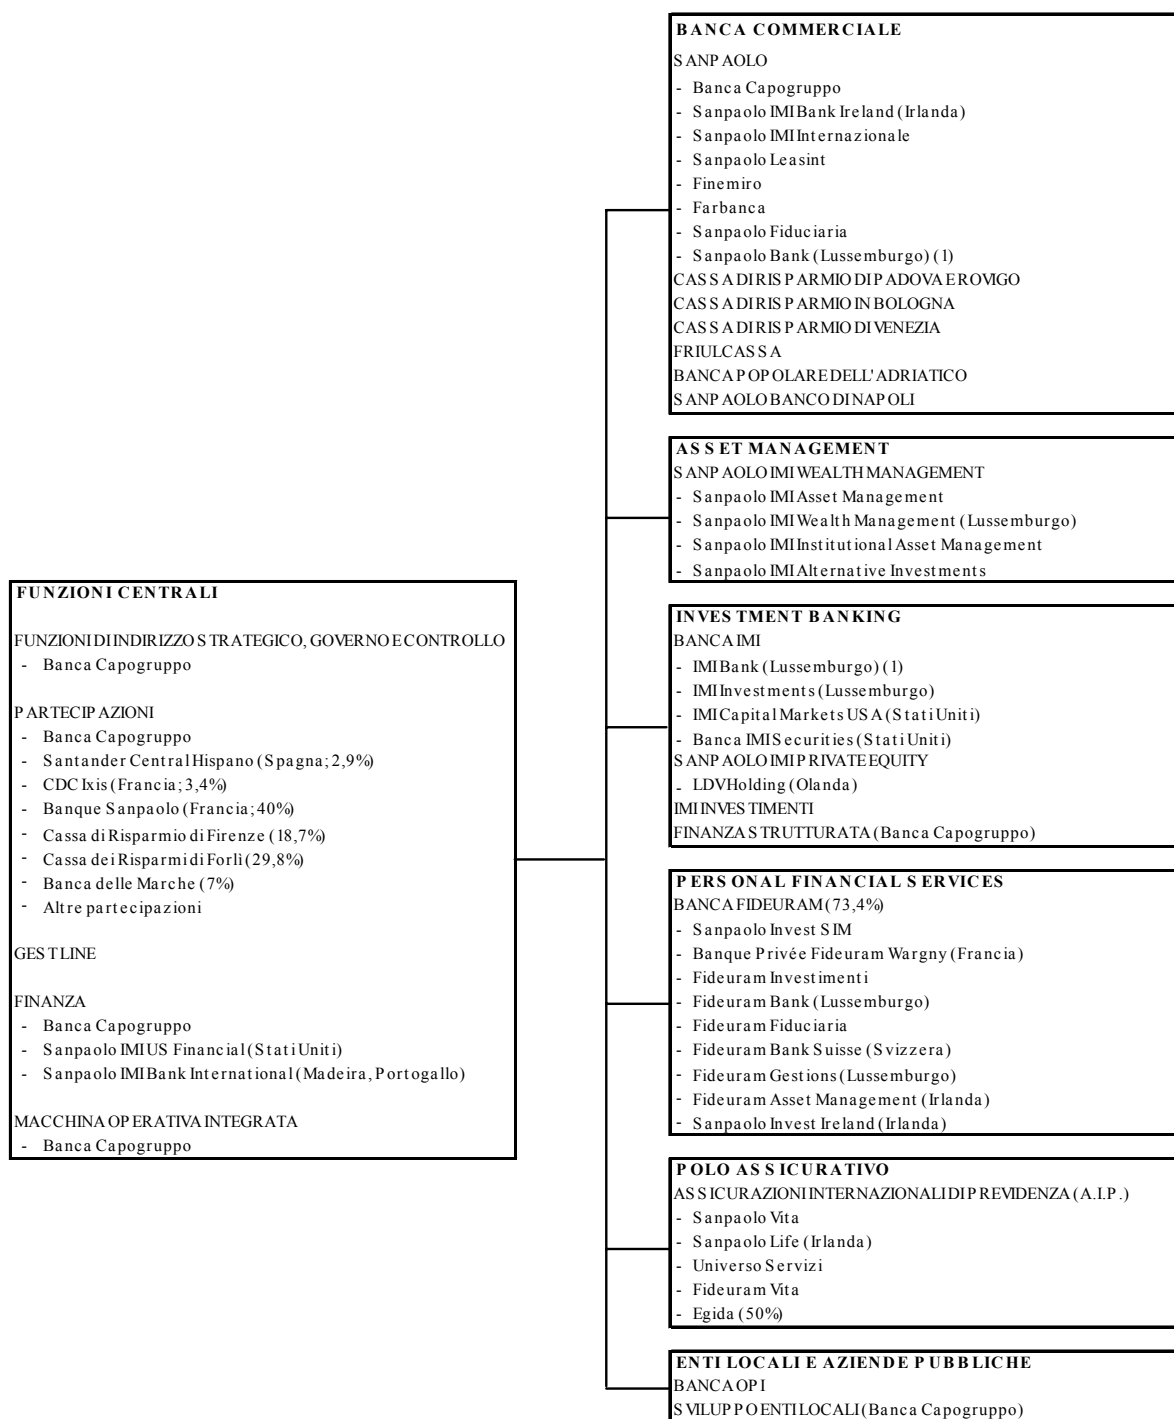 FUNZIONI CENTRALI
FUNZIONI DI INDIRIZZO STRATEGICO, GOVERNO E CONTROLLO
- Banca Capogruppo
PARTECIPAZIONI
- Banca Capogruppo
- Santander Central Hispano (Spagna; 2,9%)
- CDC Ixis (Francia; 3,4%)
- Banque Sanpaolo (Francia; 40%)
- Cassa di Risparmio di Firenze (18,7%)
- Cassa dei Risparmi di Forlì (29,8%)
- Banca delle Marche (7%)
- Altre partecipazioni
GESTLINE
FINANZA
- Banca Capogruppo
- Sanpaolo IMI US Financial (Stati Uniti)
- Sanpaolo IMI Bank International (Madeira, Portogallo)
MACCHINA OPERATIVA INTEGRATA
- Banca Capogruppo
BANCA COMMERCIALE
SANPAOLO
- Banca Capogruppo
- Sanpaolo IMI Bank Ireland (Irlanda)
- Sanpaolo IMI Internazionale
- Sanpaolo Leasint
- Finemiro
- Farbanca
- Sanpaolo Fiduciaria
- Sanpaolo Bank (Lussemburgo) (1)
CASSA DI RISPARMIO DI PADOVA E ROVIGO
CASSA DI RISPARMIO IN BOLOGNA
CASSA DI RISPARMIO DI VENEZIA
FRIULCASSA
BANCA POPOLARE DELL'ADRIATICO
SANPAOLO BANCO DI NAPOLI
ASSET MANAGEMENT
SANPAOLO IMI WEALTH MANAGEMENT
- Sanpaolo IMI Asset Management
- Sanpaolo IMI Wealth Management (Lussemburgo)
- Sanpaolo IMI Institutional Asset Management
- Sanpaolo IMI Alternative Investments
INVESTMENT BANKING
BANCA IMI
- IMI Bank (Lussemburgo) (1)
- IMI Investments (Lussemburgo)
- IMI Capital Markets USA (Stati Uniti)
- Banca IMI Securities (Stati Uniti)
SANPAOLO IMI PRIVATE EQUITY
- LDV Holding (Olanda)
IMI INVESTIMENTI
FINANZA STRUTTURATA (Banca Capogruppo)
PERSONAL FINANCIAL SERVICES
BANCA FIDEURAM (73,4%)
- Sanpaolo Invest SIM
- Banque Privée Fideuram Wargny (Francia)
- Fideuram Investimenti
- Fideuram Bank (Lussemburgo)
- Fideuram Fiduciaria
- Fideuram Bank Suisse (Svizzera)
- Fideuram Gestions (Lussemburgo)
- Fideuram Asset Management (Irlanda)
- Sanpaolo Invest Ireland (Irlanda)
POLO ASSICURATIVO
ASSICURAZIONI INTERNAZIONALI DI PREVIDENZA (A.I.P.)
- Sanpaolo Vita
- Sanpaolo Life (Irlanda)
- Universo Servizi
- Fideuram Vita
- Egida (50%)
ENTI LOCALI E AZIENDE PUBBLICHE
BANCA OPI
SVILUPPO ENTI LOCALI (Banca Capogruppo)